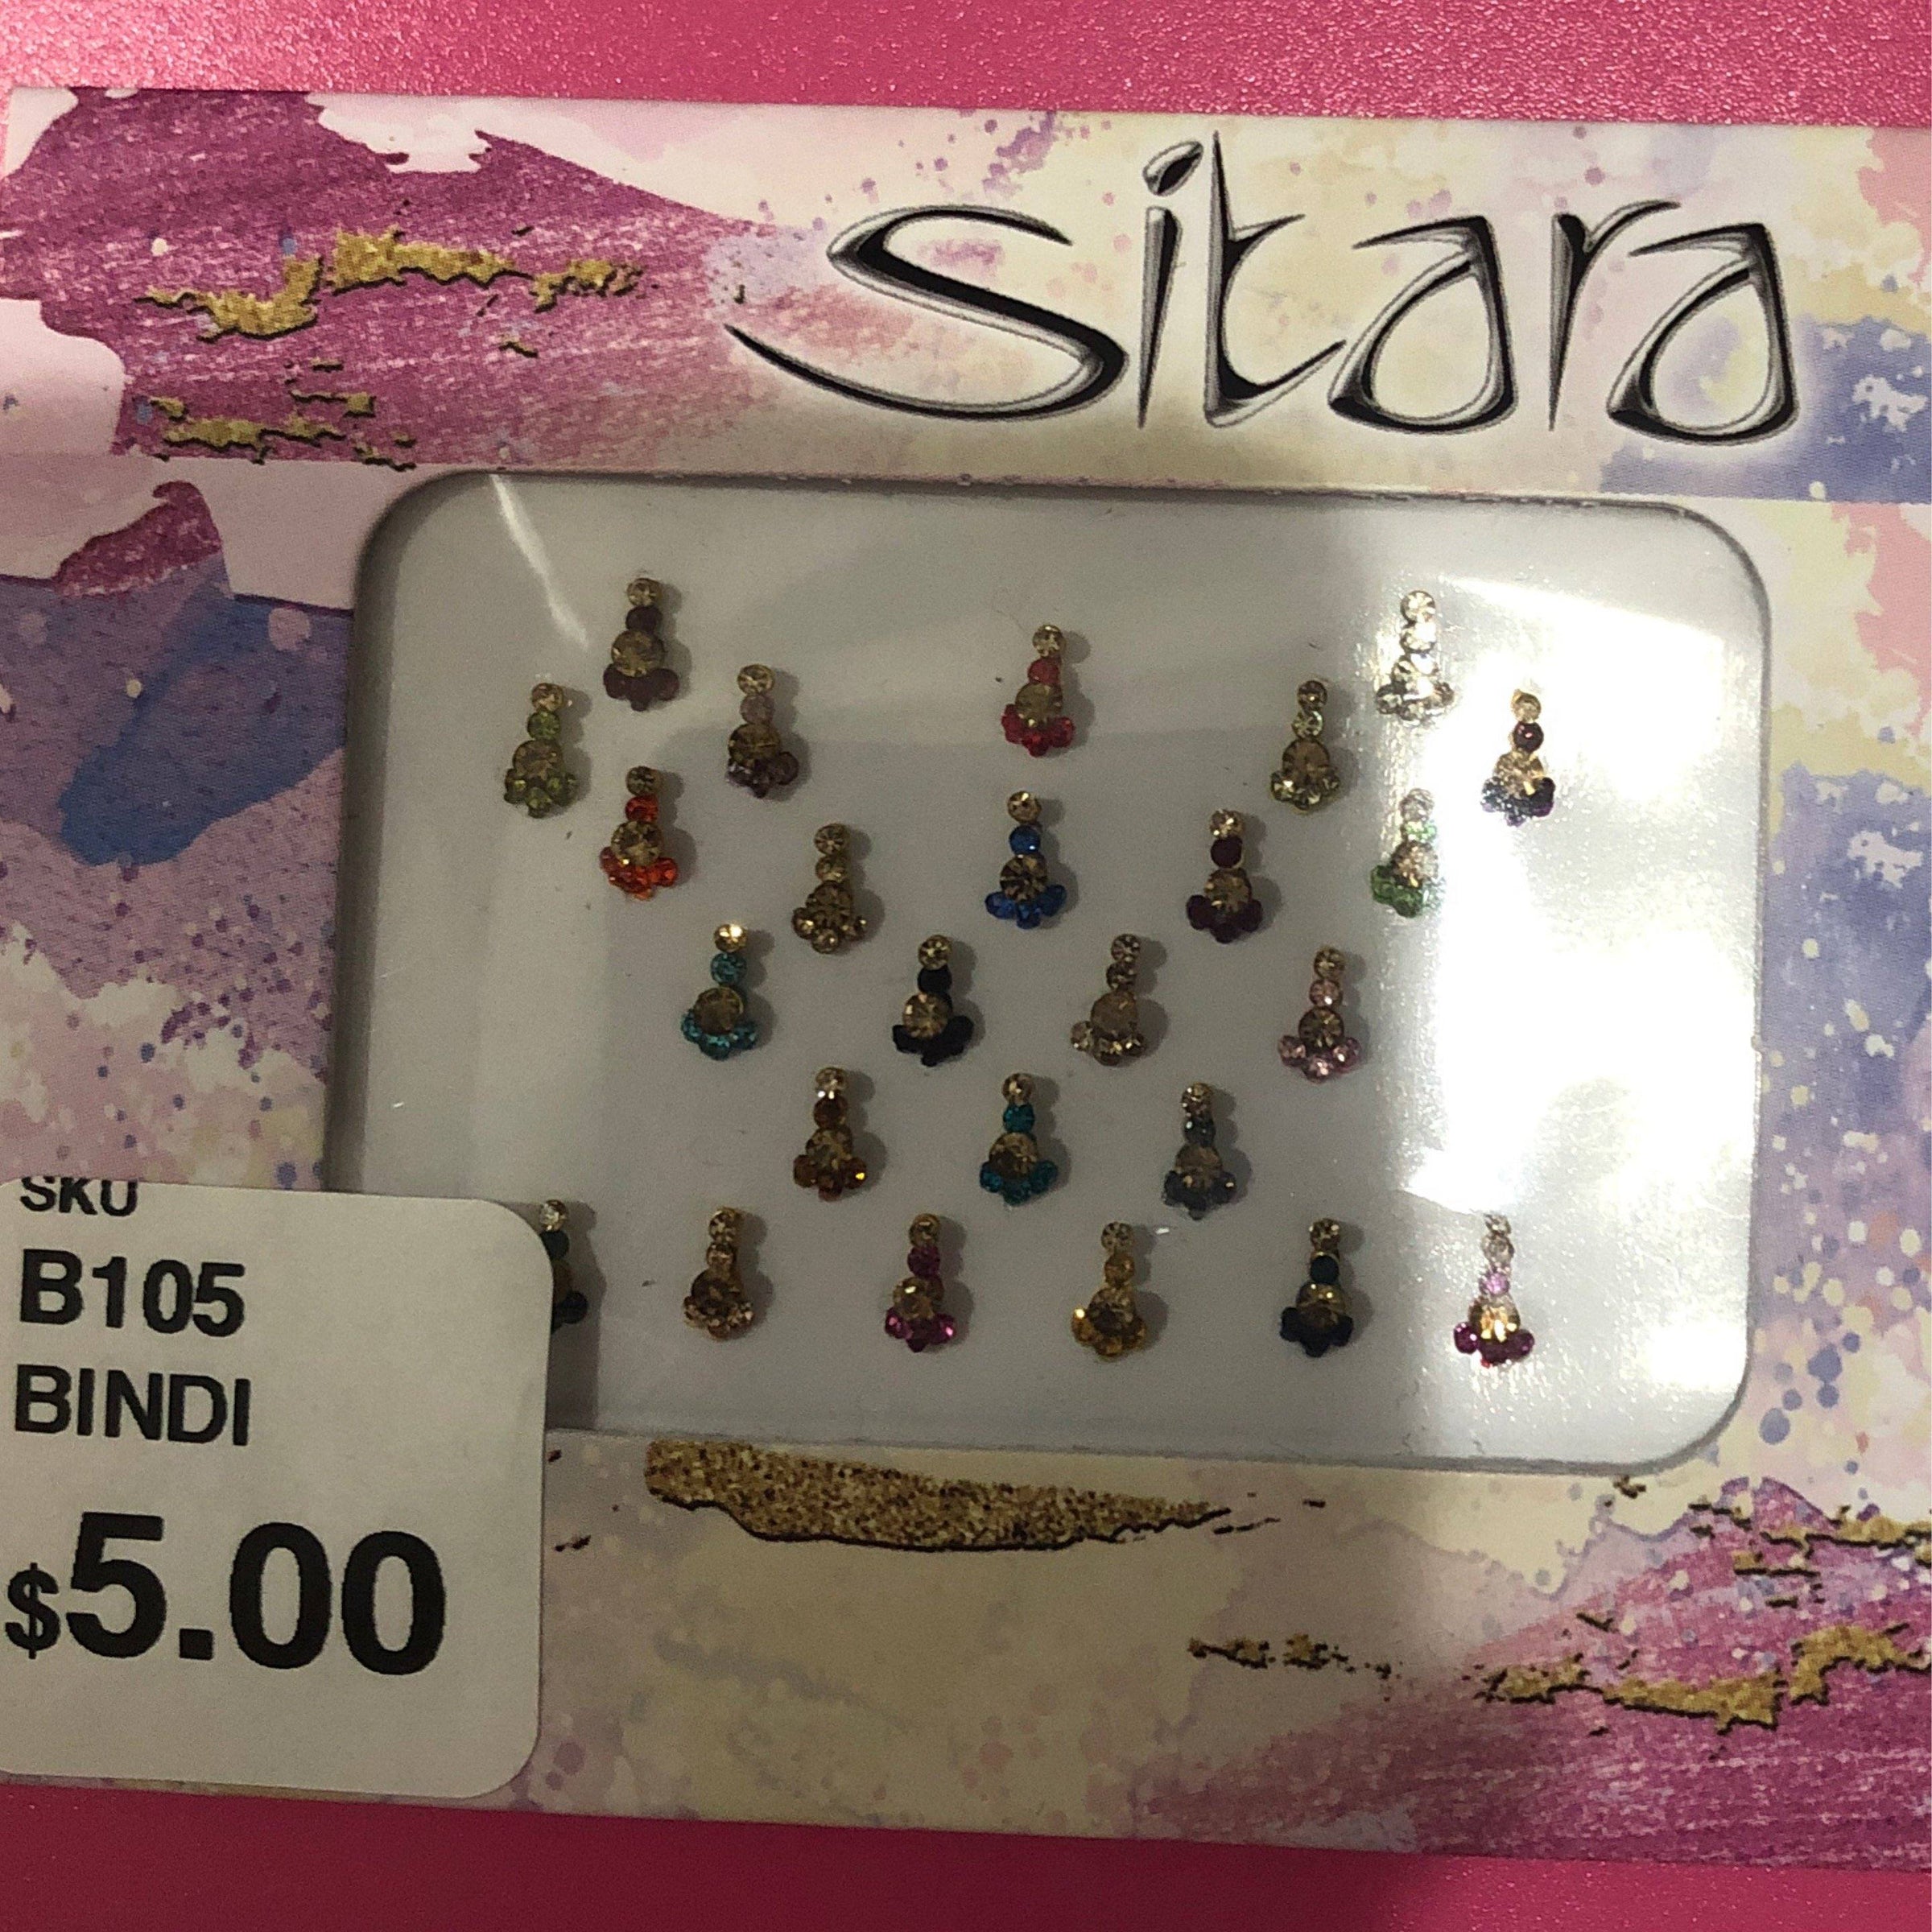 Sitara
SKU
B105
BINDI
$5.00